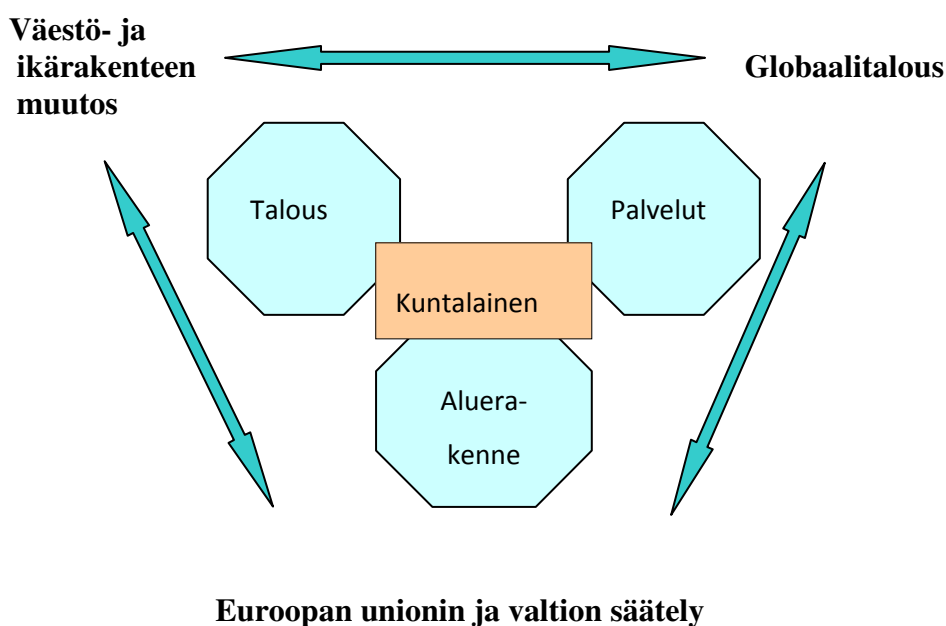 Väestö- ja
ikärakenteen
muutos
Globaalitalous
Talous
Palvelut
Kuntalainen
Aluera-
kenne
Euroopan unionin ja valtion säätely